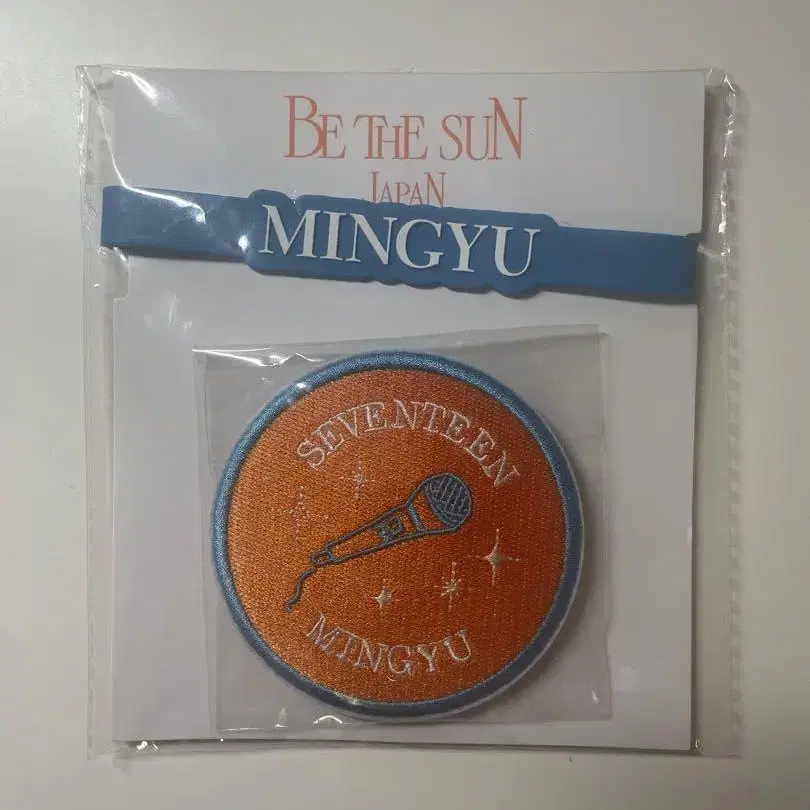 BE THE SUN
JAPAN
MINGYU
SEVENTEEN
MINGYU